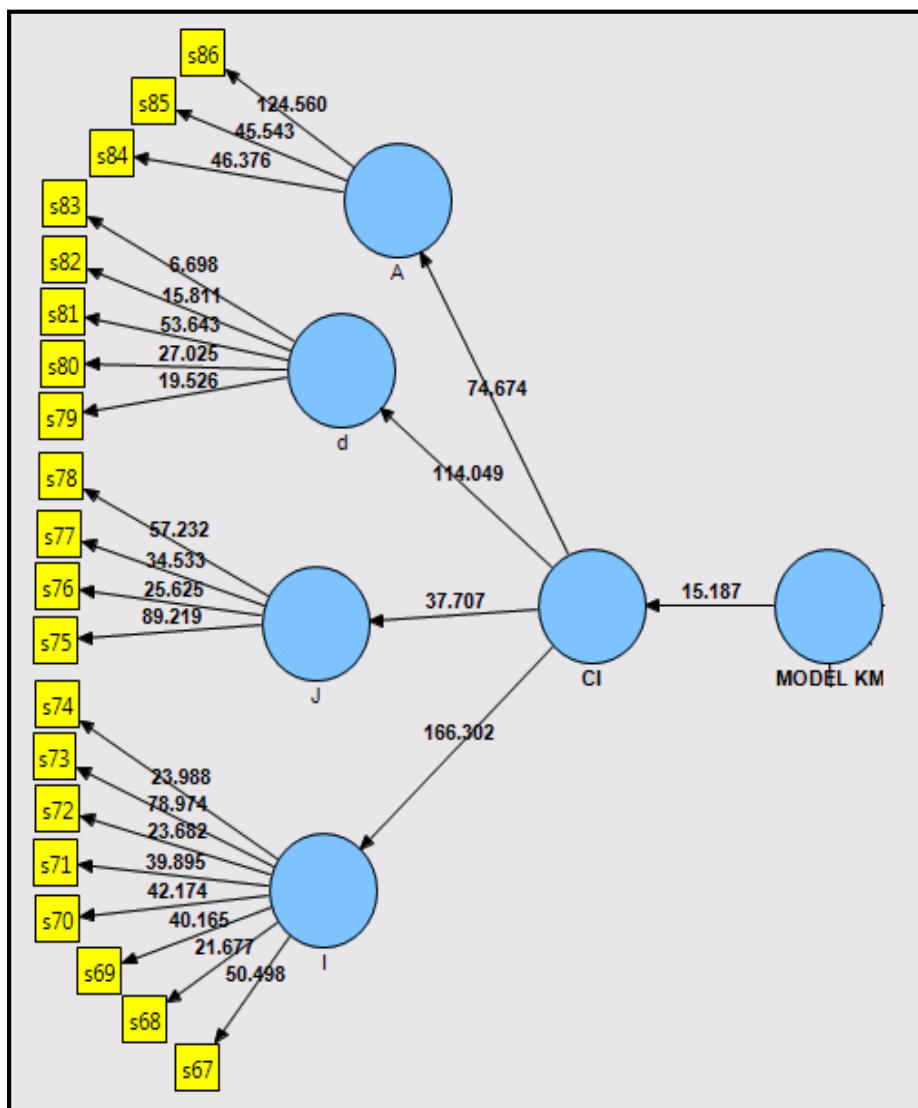 s86
124.560
s85
45.543
s84
46.376
A
s83
6.698
s82
15.811
s81
53.643
s80
27.025
s79
19.526
d
74.674
114.049
s78
57.232
s77
34.533
s76
25.625
s75
89.219
J
37.707
CI
15.187
MODEL KM
166.302
s74
23.988
s73
78.974
s72
23.682
s71
39.895
s70
42.174
s69
40.165
s68
21.677
s67
50.498
I